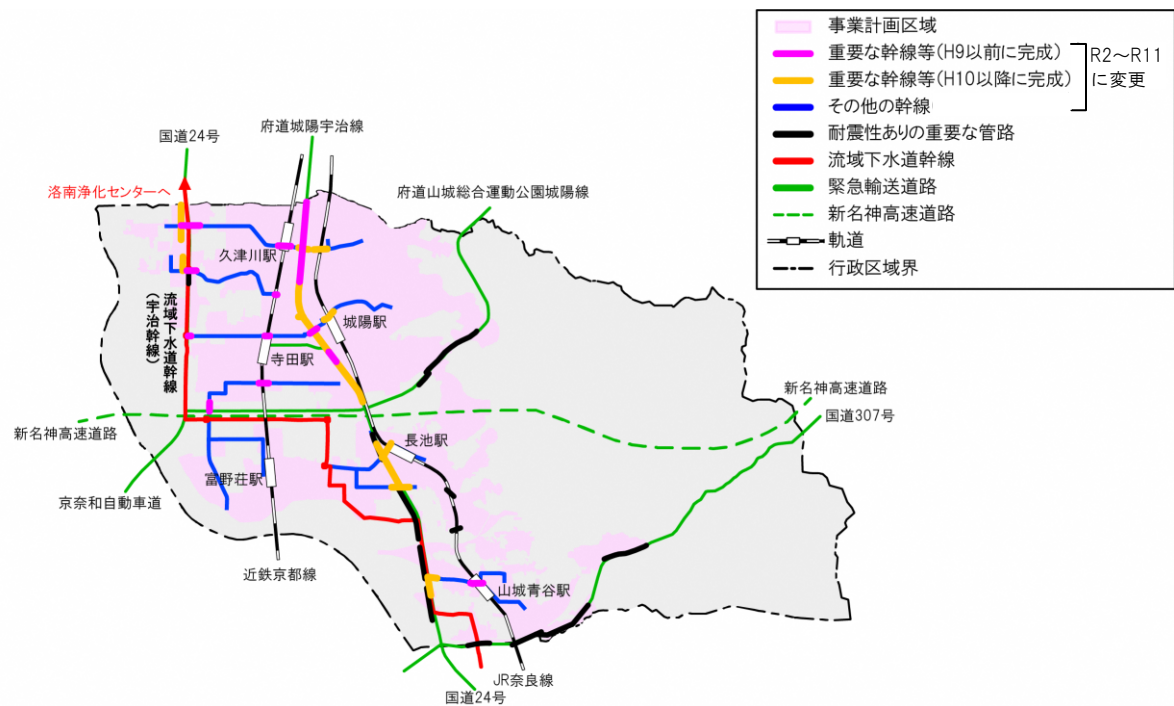 事業計画区域
重要な幹線等(H9以前に完成)
重要な幹線等(H10以降に完成)
その他の幹線
R2～R11
に変更
耐震性ありの重要な管路
流域下水道幹線
緊急輸送道路
新名神高速道路
軌道
行政区域界
国道24号
府道城陽宇治線
洛南浄化センターへ
府道山城総合運動公園城陽線
久津川駅
城陽駅
流域下水道幹線
(宇治幹線)
寺田駅
新名神高速道路
国道307号
新名神高速道路
長池駅
富野荘駅
京奈和自動車道
近鉄京都線
山城青谷駅
JR奈良線
国道24号